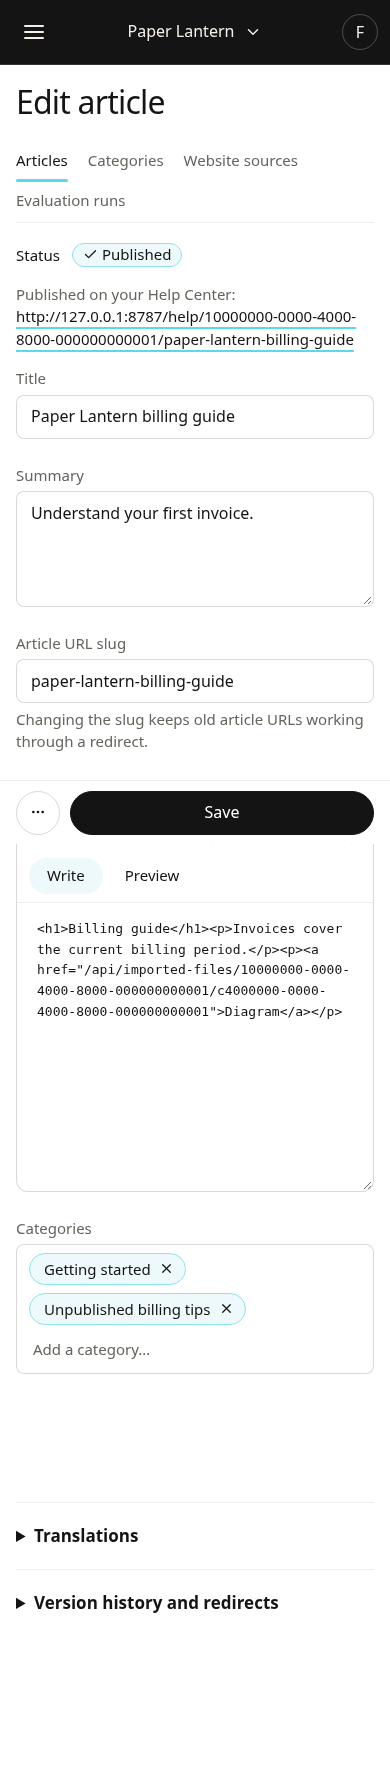 Paper Lantern
F
Edit article
Articles Categories Website sources
Evaluation runs
Status Published
Published on your Help Center:
http://127.0.0.1:8787/help/10000000-0000-4000-
8000-000000000001/paper-lantern-billing-guide
Title
Paper Lantern billing guide
Summary
Understand your first invoice.
Article URL slug
paper-lantern-billing-guide
Changing the slug keeps old article URLs working
through a redirect.
Save
Write Preview
<h1>Billing guide</h1><p>Invoices cover
the current billing period.</p><p><a
href="/api/imported-files/10000000-0000-
4000-8000-000000000001/c4000000-0000-
4000-8000-000000000001">Diagram</a></p>
Categories
Getting started
Unpublished billing tips
Add a category...
Translations
Version history and redirects